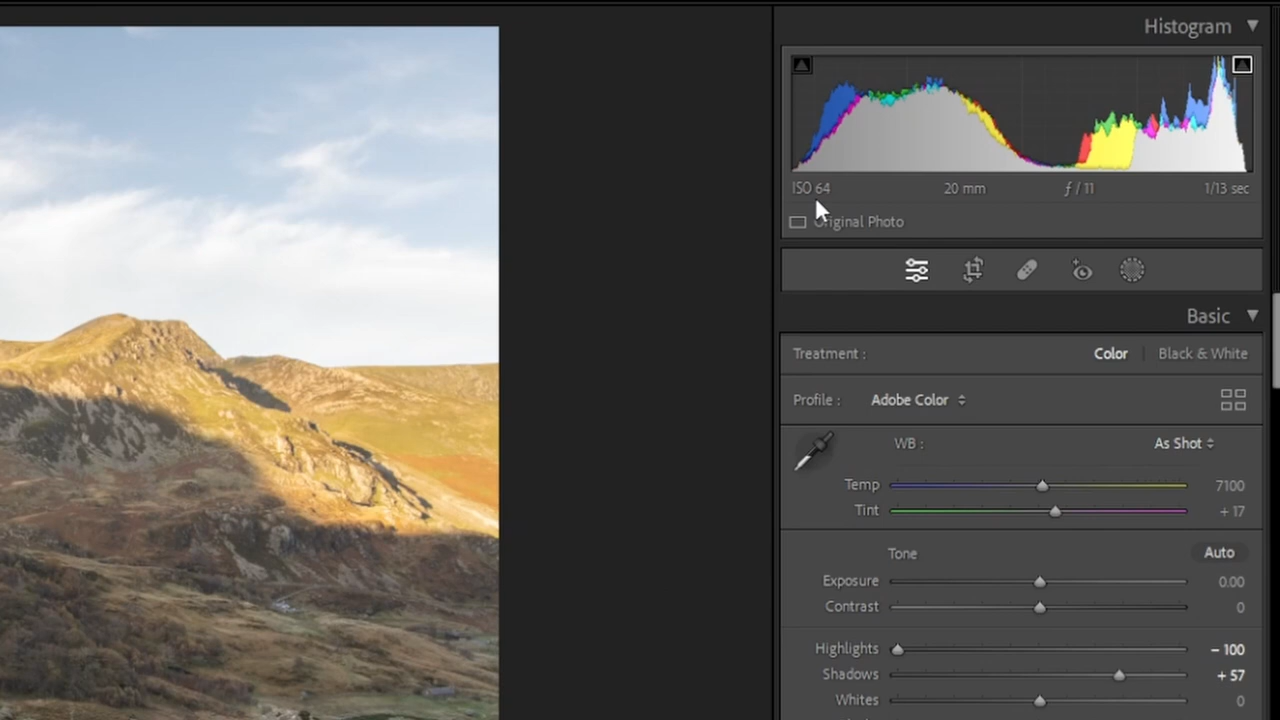 Histogram
ISO 64 20 mm ƒ / 11 1/13 sec
Original Photo
Basic
Treatment : Color Black & White
Profile : Adobe Color
WB : As Shot
Temp 7100
Tint + 17
Tone Auto
Exposure 0.00
Contrast 0
Highlights – 100
Shadows + 57
Whites 0